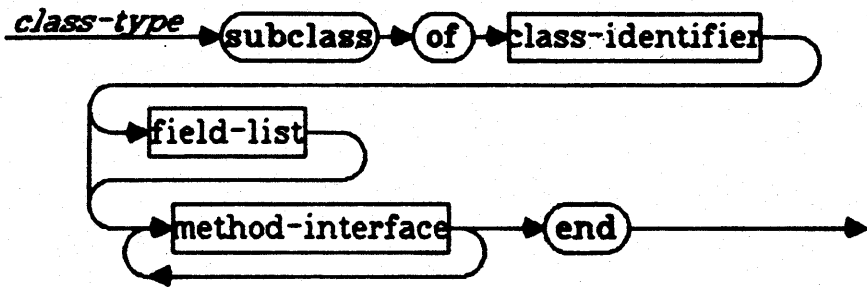 class-type subclass of class-identifier
field-list
method-interface end